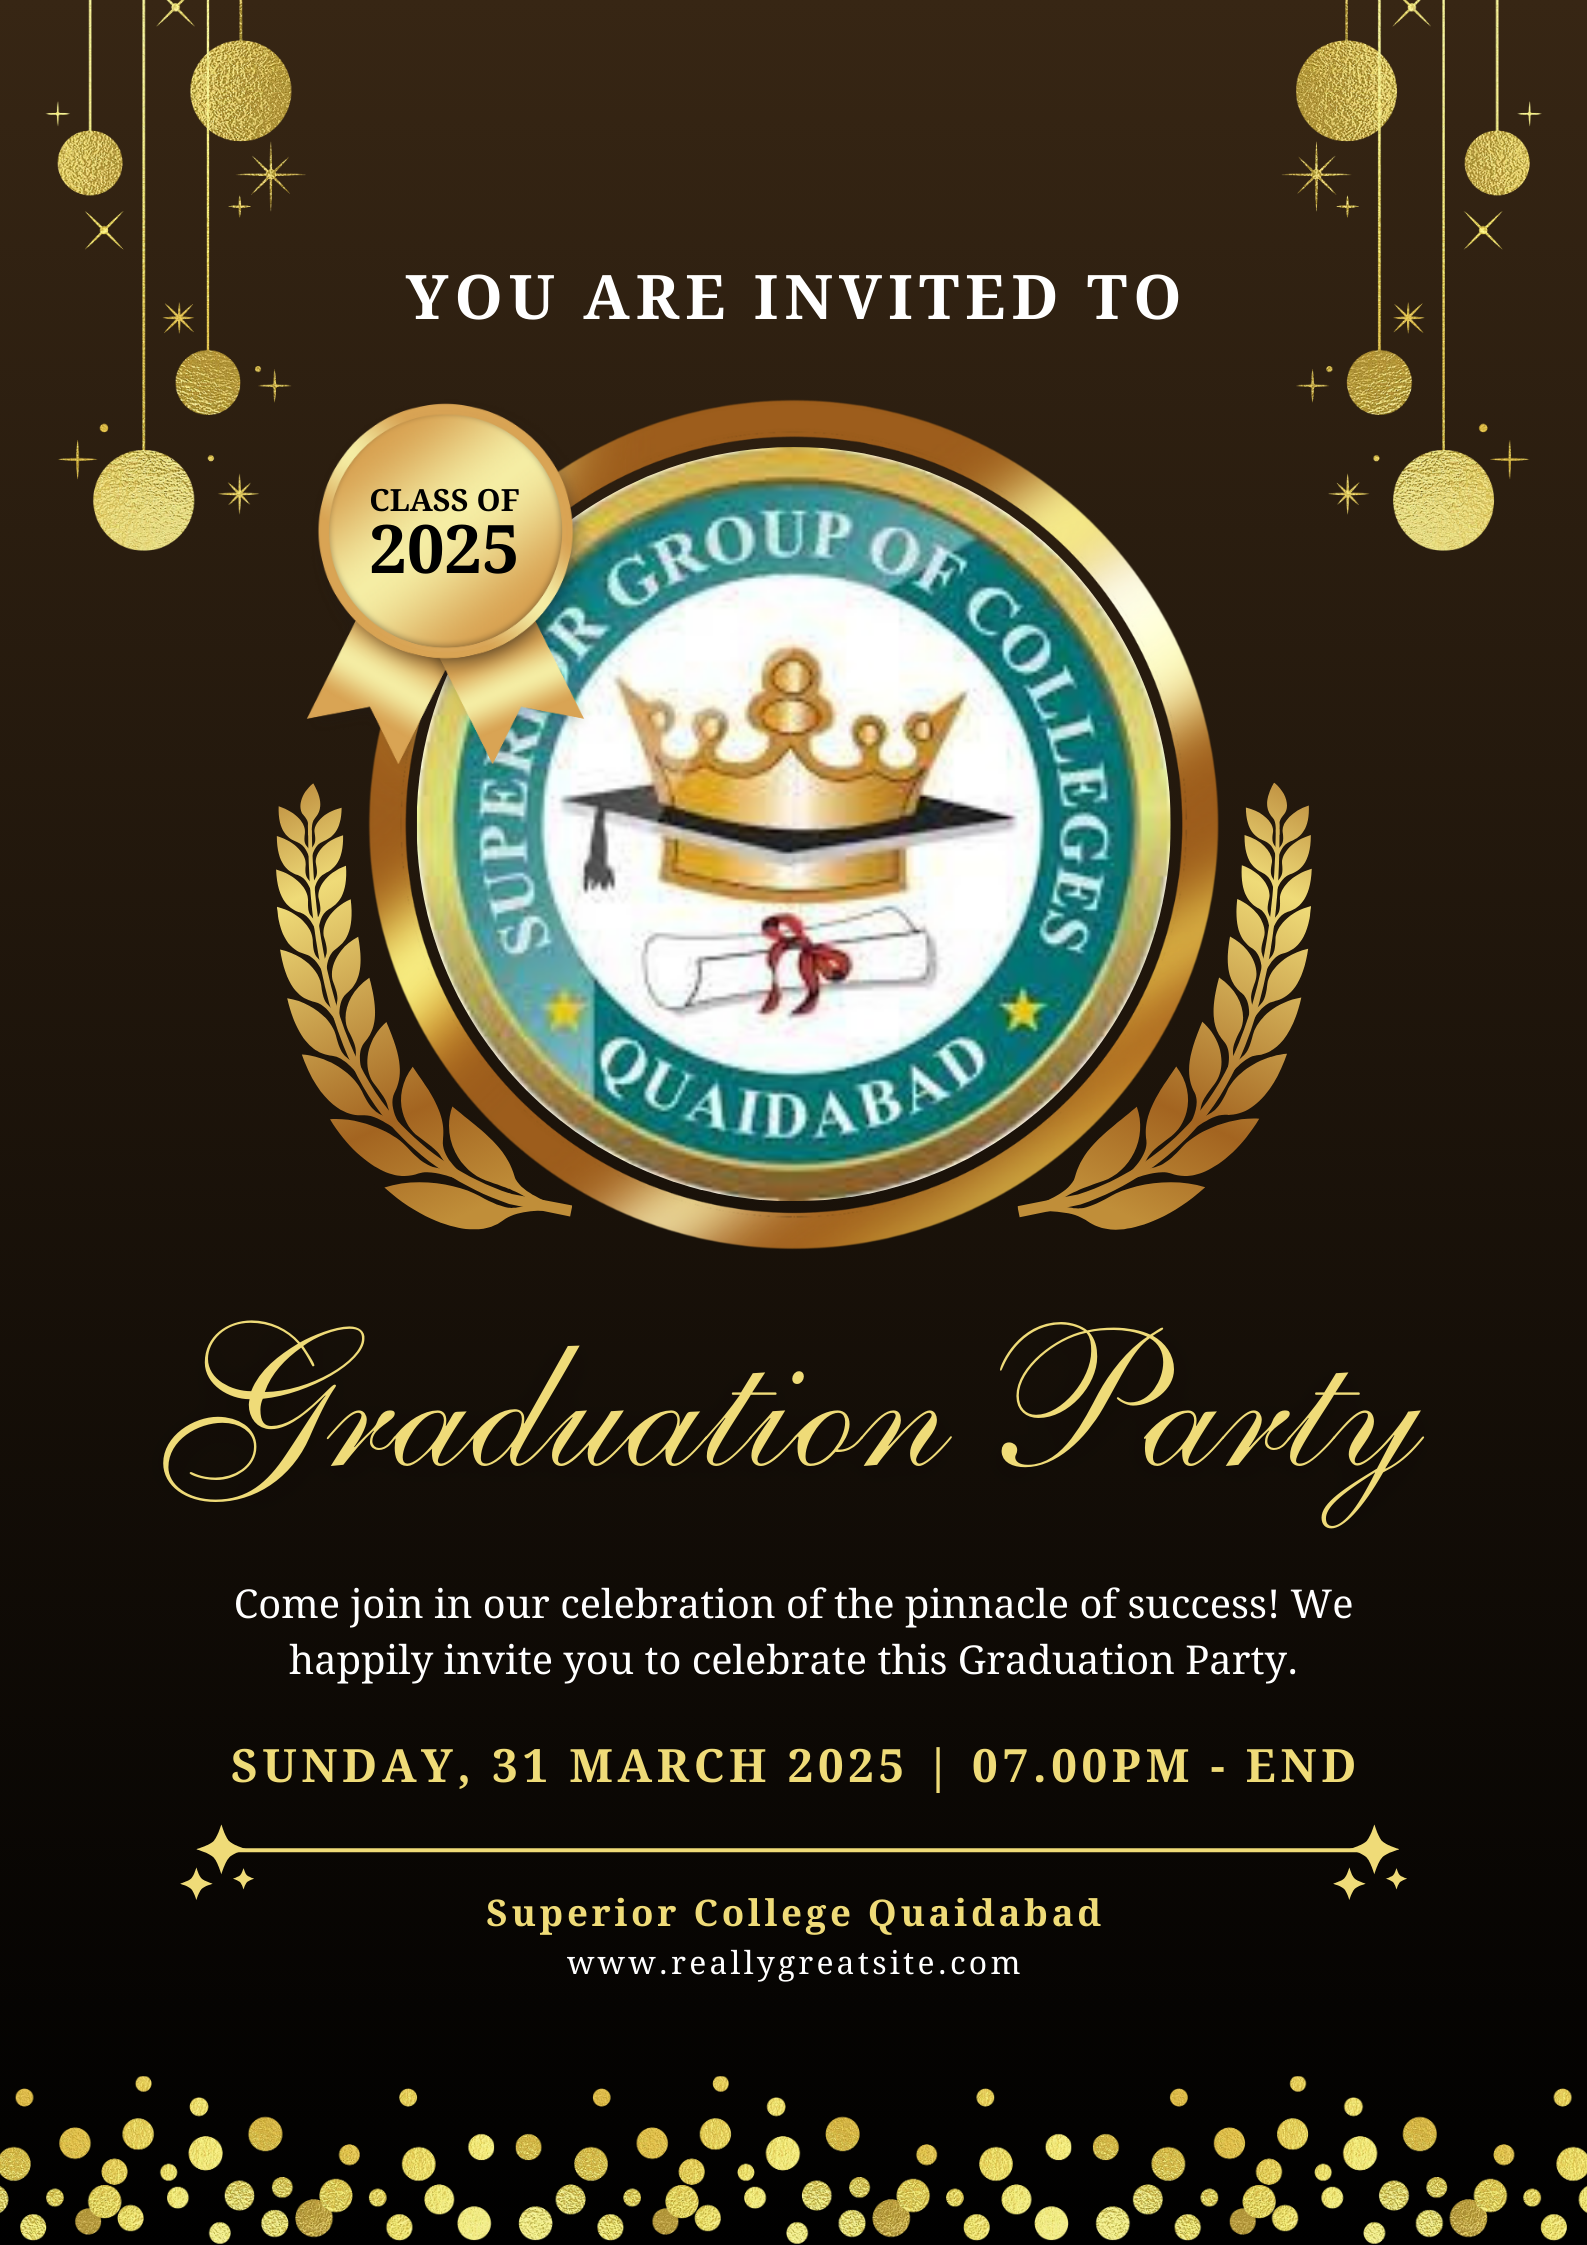 YOU ARE INVITED TO
CLASS OF
2025
SUPERIOR GROUP OF COLLEGES
QUAIDABAD
Graduation Party
Come join in our celebration of the pinnacle of success! We
happily invite you to celebrate this Graduation Party.
SUNDAY, 31 MARCH 2025 | 07.00PM - END
Superior College Quaidabad
www.reallygreatsite.com